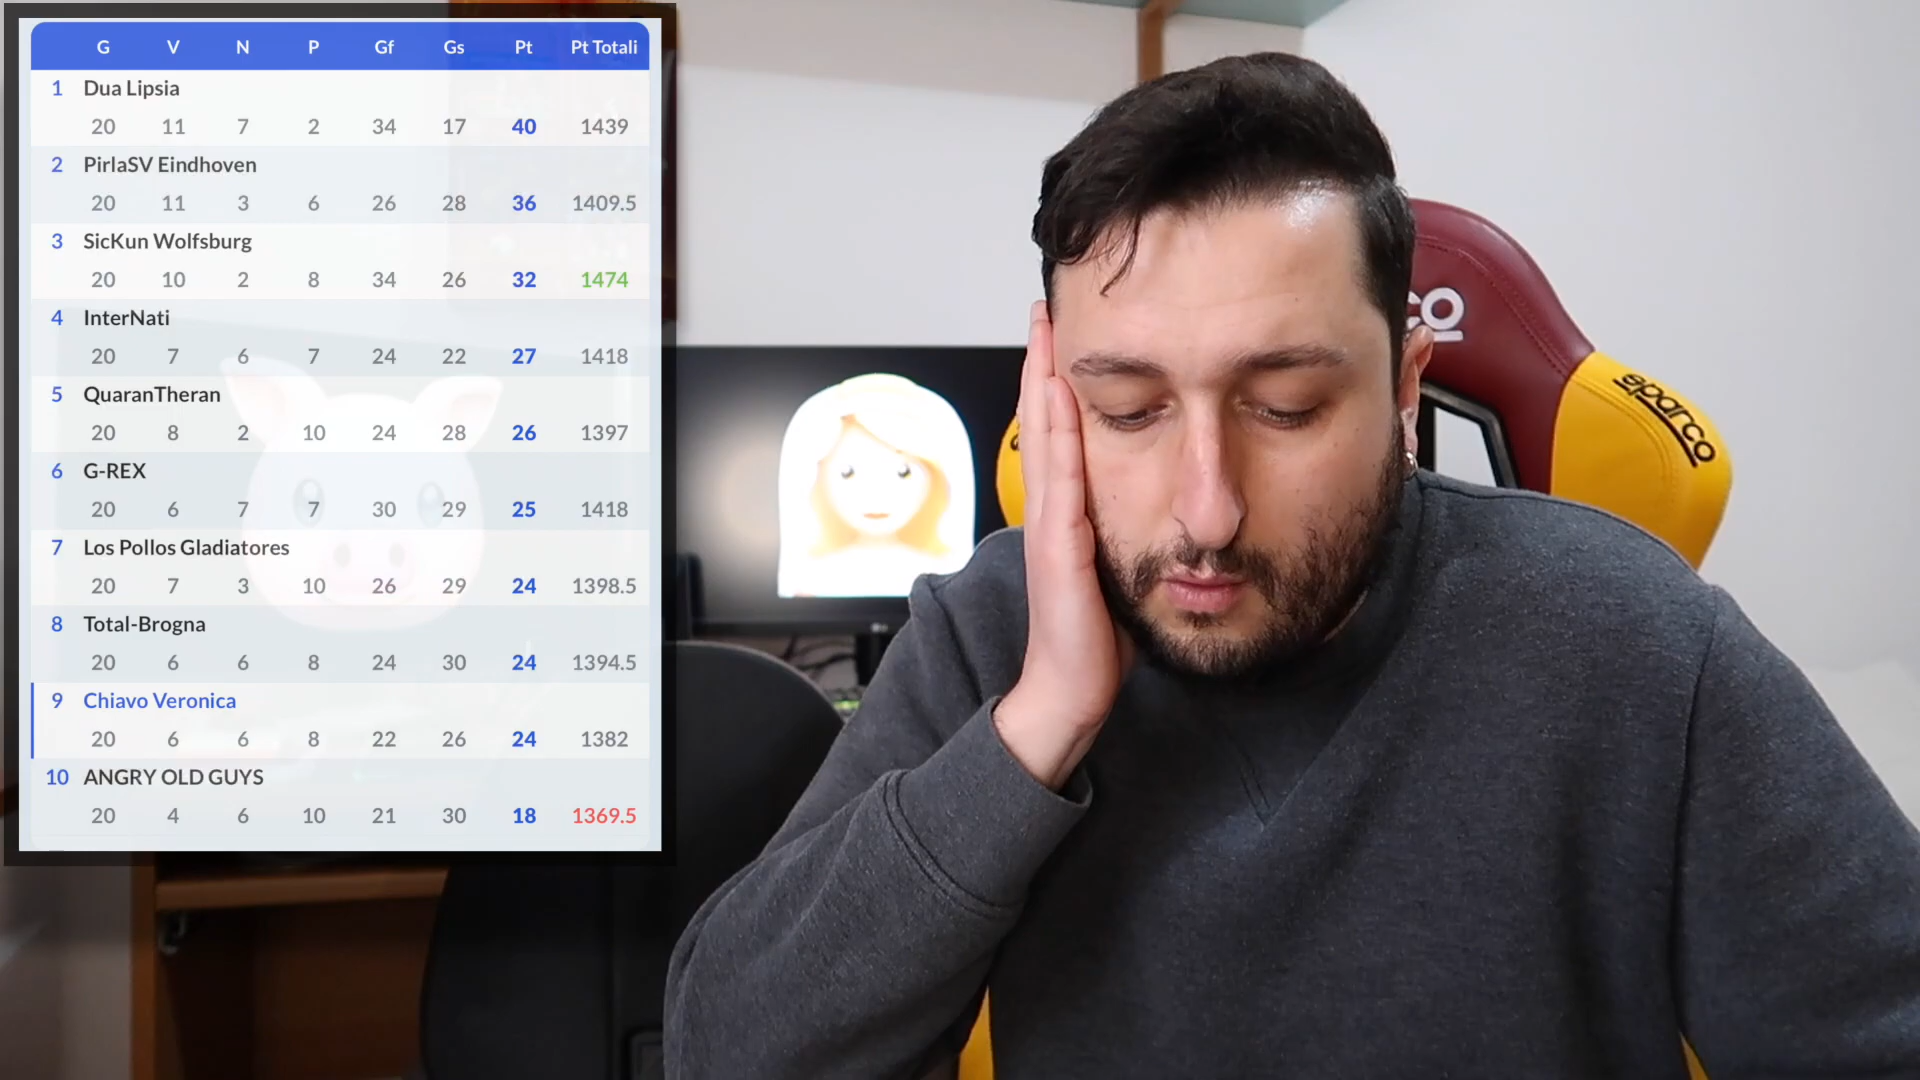 G V N P Gf Gs Pt Pt Totali
1 Dua Lipsia
20 11 7 2 34 17 40 1439
2 PirlaSV Eindhoven
20 11 3 6 26 28 36 1409.5
3 SicKun Wolfsburg
20 10 2 8 34 26 32 1474
4 InterNati
20 7 6 7 24 22 27 1418
5 QuaranTheran
20 8 2 10 24 28 26 1397
6 G-REX
20 6 7 7 30 29 25 1418
7 Los Pollos Gladiatores
20 7 3 10 26 29 24 1398.5
8 Total-Brogna
20 6 6 8 24 30 24 1394.5
9 Chiavo Veronica
20 6 6 8 22 26 24 1382
10 ANGRY OLD GUYS
20 4 6 10 21 30 18 1369.5
sparco